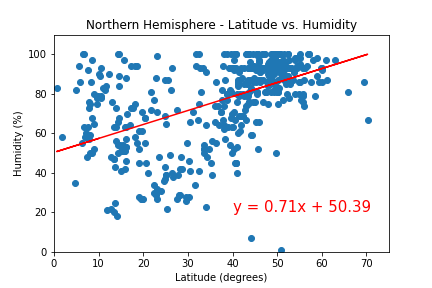 Northern Hemisphere - Latitude vs. Humidity
Humidity (%)
100
80
60
40
20
0
y = 0.71x + 50.39
0 10 20 30 40 50 60 70
Latitude (degrees)